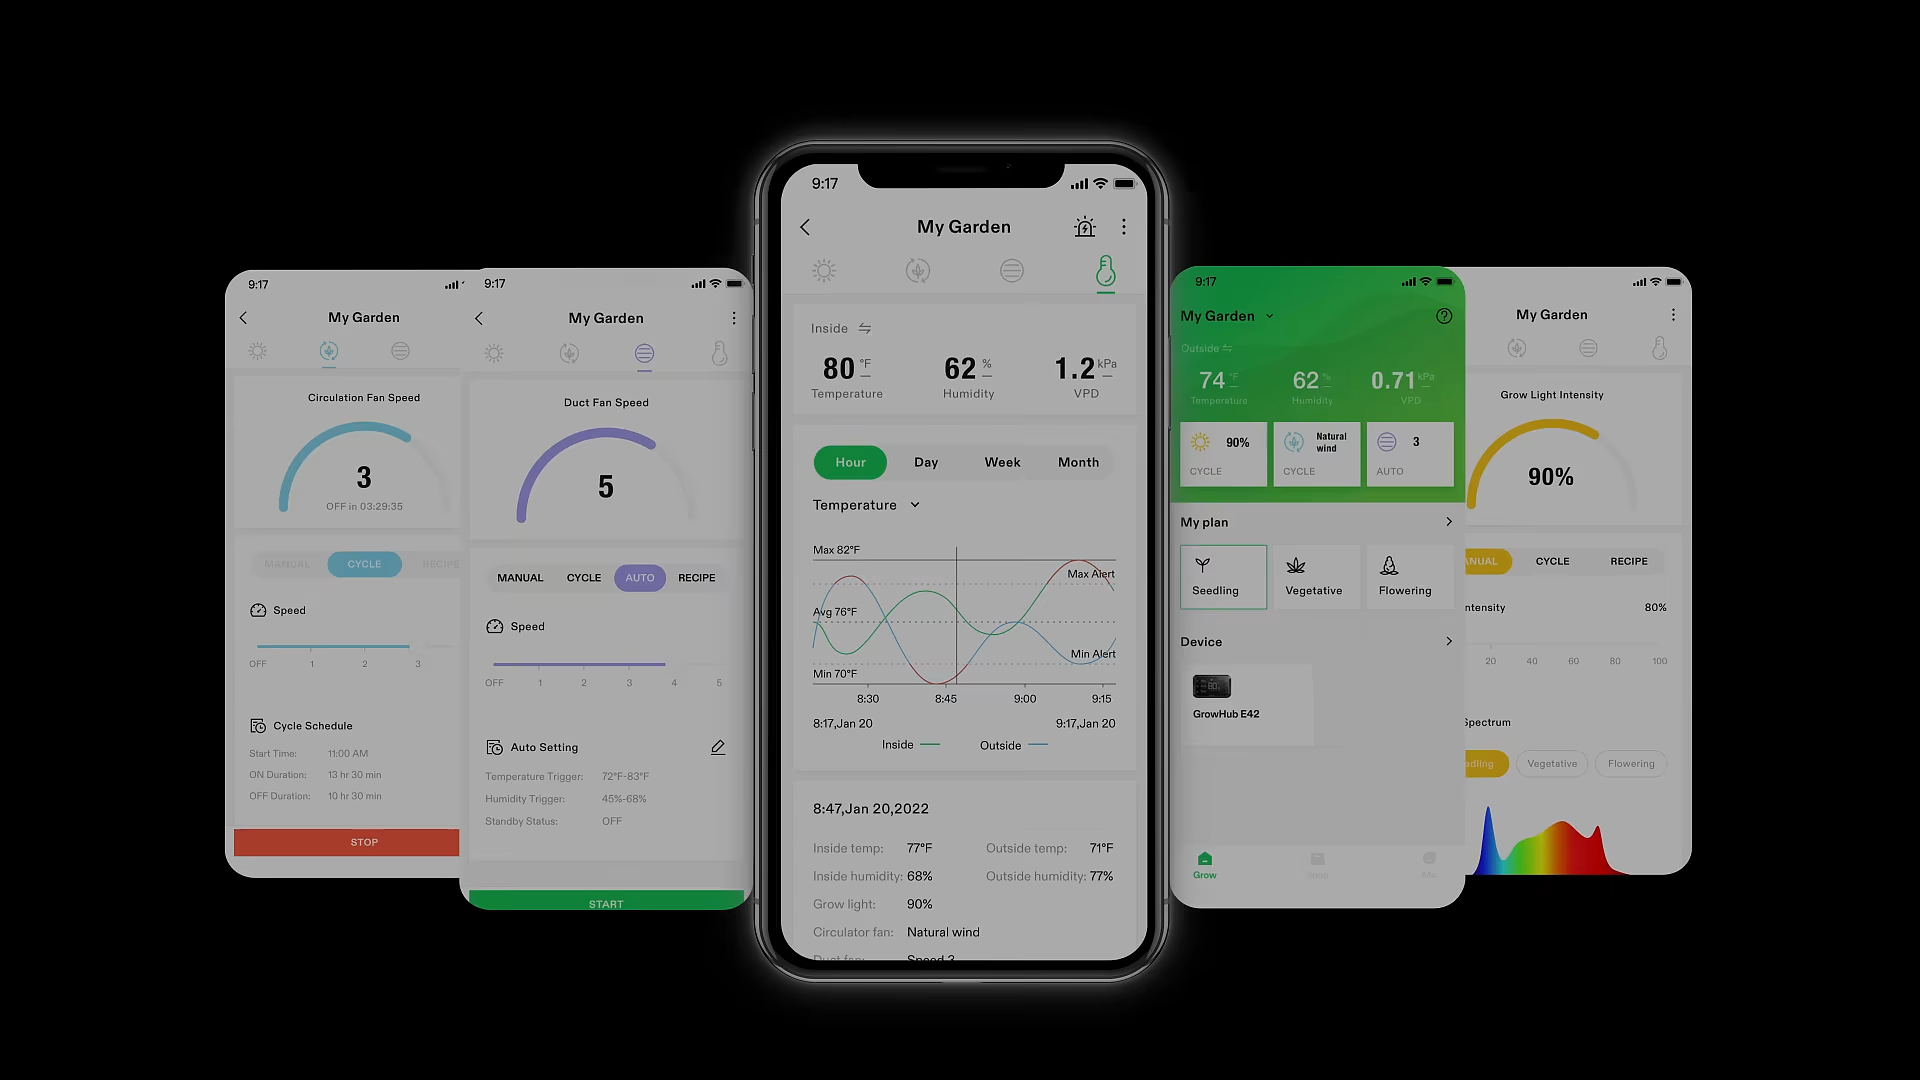 9:17
My Garden
Circulation Fan Speed
3
OFF in 03:29:35
MANUAL CYCLE RECIPE
Speed
OFF 1 2 3
Cycle Schedule
Start Time: 11:00 AM
ON Duration: 13 hr 30 min
OFF Duration: 10 hr 30 min
STOP
9:17
My Garden
Duct Fan Speed
5
MANUAL CYCLE AUTO RECIPE
Speed
OFF 1 2 3 4 5
Auto Setting
Temperature Trigger: 72°F-83°F
Humidity Trigger: 45%-68%
Standby Status: OFF
START
9:17
My Garden
Inside
80 °F 62 % 1.2 kPa
Temperature Humidity VPD
Hour Day Week Month
Temperature
Max 82°F
Max Alert
Avg 76°F
Min Alert
Min 70°F
8:30 8:45 9:00 9:15
8:17,Jan 20 9:17,Jan 20
Inside Outside
8:47,Jan 20,2022
Inside temp: 77°F Outside temp: 71°F
Inside humidity: 68% Outside humidity: 77%
Grow light: 90%
Circulator fan: Natural wind
Duct fan: Speed 3
9:17
My Garden
Outside
74 °F 62 % 0.71 kPa
Temperature Humidity VPD
90% Natural wind 3
CYCLE CYCLE AUTO
My plan
Seedling Vegetative Flowering
Device
GrowHub E42
Grow
My Garden
Grow Light Intensity
90%
ANUAL CYCLE RECIPE
ntensity 80%
20 40 60 80 100
Spectrum
edling Vegetative Flowering